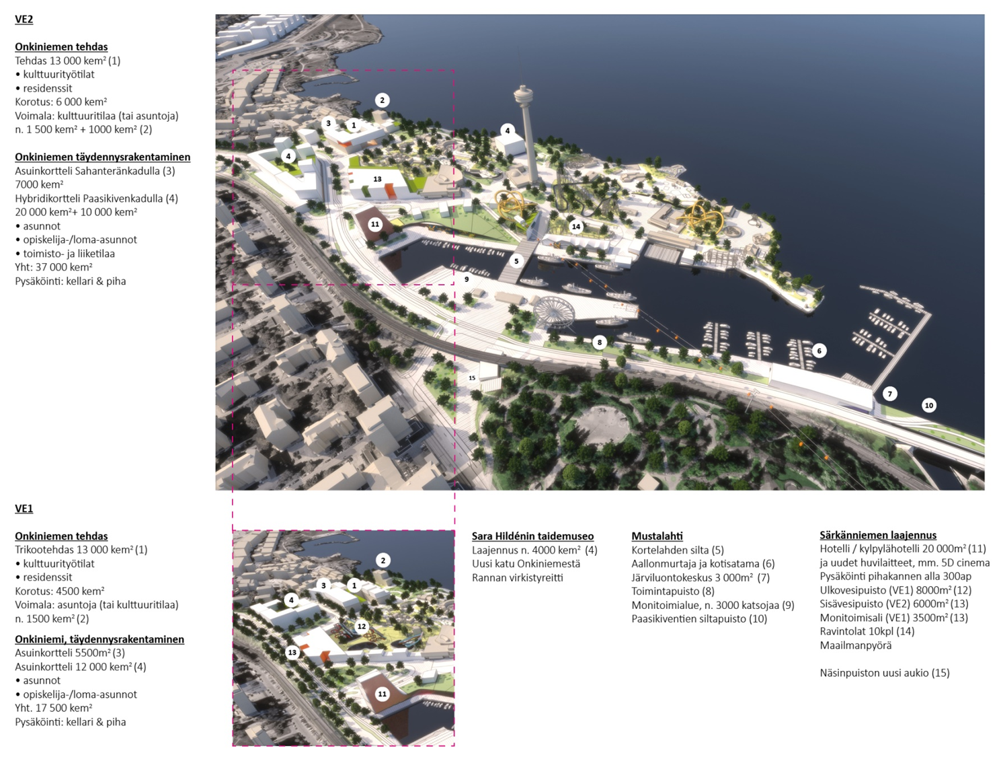 VE2
Onkiniemen tehdas
Tehdas 13 000 kem² (1)
• kulttuurityötilat
• residenssit
Korotus: 6 000 kem²
Voimala: kulttuuritilaa (tai asuntoja)
n. 1 500 kem² + 1000 kem² (2)
Onkiniemen täydennysrakentaminen
Asuinkortteli Sahanteränkadulla (3)
7000 kem²
Hybridikortteli Paasikivenkadulla (4)
20 000 kem²+ 10 000 kem²
• asunnot
• opiskelija-/loma-asunnot
• toimisto- ja liiketilaa
Yht: 37 000 kem²
Pysäköinti: kellari & piha
2
3
1
4
4
13
11
14
5
9
8
6
15
7
10
VE1
Onkiniemen tehdas
Trikootehdas 13 000 kem² (1)
• kulttuurityötilat
• residenssit
Korotus: 4500 kem²
Voimala: asuntoja (tai kulttuuritilaa)
n. 1500 kem² (2)
Onkiniemi, täydennysrakentaminen
Asuinkortteli 5500m² (3)
Asuinkortteli 12 000 kem² (4)
• asunnot
• opiskelija-/loma-asunnot
Yht. 17 500 kem²
Pysäköinti: kellari & piha
2
3
1
4
12
13
11
Sara Hildénin taidemuseo
Laajennus n. 4000 kem² (4)
Uusi katu Onkiniemestä
Rannan virkistyreitti
Mustalahti
Kortelahden silta (5)
Aallonmurtaja ja kotisatama (6)
Järviluontokeskus 3 000m² (7)
Toimintapuisto (8)
Monitoimialue, n. 3000 katsojaa (9)
Paasikiventien siltapuisto (10)
Särkänniemen laajennus
Hotelli / kylpylähotelli 20 000m² (11)
ja uudet huvilaitteet, mm. 5D cinema
Pysäköinti pihakannen alla 300ap
Ulkovesipuisto (VE1) 8000m² (12)
Sisävesipuisto (VE2) 6000m² (13)
Monitoimisali (VE1) 3500m² (13)
Ravintolat 10kpl (14)
Maailmanpyörä
Näsinpuiston uusi aukio (15)